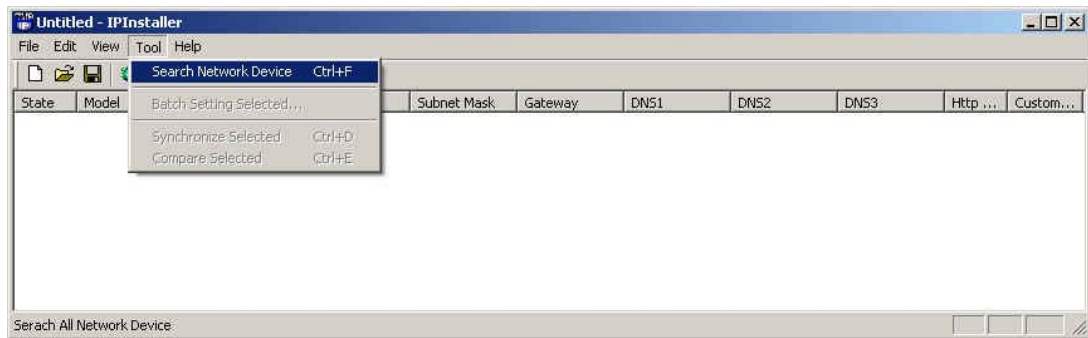 Untitled - IPInstaller
File Edit View Tool Help
Search Network Device Ctrl+F
State Model Subnet Mask Gateway DNS1 DNS2 DNS3 Http ... Custom...
Batch Setting Selected...
Synchronize Selected Ctrl+D
Compare Selected Ctrl+E
Serach All Network Device